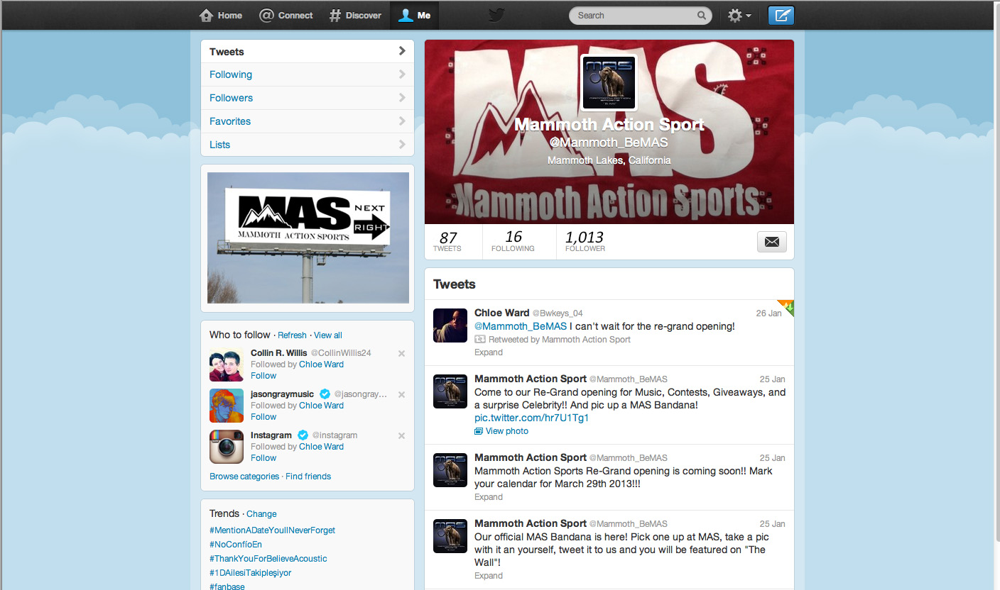 Home
Connect
Discover
Me
Search
Tweets
Following
Followers
Favorites
Lists
MAS NEXT
RIGHT
MAMMOTH ACTION SPORTS
Who to follow · Refresh · View all
Collin R. Willis @CollinWillis24
Followed by Chloe Ward
Follow
jasongraymusic @jasongray...
Followed by Chloe Ward
Follow
Instagram @instagram
Followed by Chloe Ward
Follow
Browse categories · Find friends
Trends · Change
#MentionADateYoullNeverForget
#NoConfíoEn
#ThankYouForBelieveAcoustic
#1DAilesiTakipleşiyor
#fanbase
MAS
MAS
MAMMOTH ACTION
SPORTS
Mammoth Action Sport
@Mammoth_BeMAS
Mammoth Lakes, California
Mammoth Action Sports
87 16 1,013
TWEETS FOLLOWING FOLLOWER
Tweets
Chloe Ward @Bwkeys_04 26 Jan
@Mammoth_BeMAS I can't wait for the re-grand opening!
Retweeted by Mammoth Action Sport
Expand
Mammoth Action Sport @Mammoth_BeMAS 25 Jan
Come to our Re-Grand opening for Music, Contests, Giveaways, and
a surprise Celebrity!! And pic up a MAS Bandana!
pic.twitter.com/hr7U1Tg1
View photo
Mammoth Action Sport @Mammoth_BeMAS 25 Jan
Mammoth Action Sports Re-Grand opening is coming soon!! Mark
your calendar for March 29th 2013!!!
Expand
Mammoth Action Sport @Mammoth_BeMAS 25 Jan
Our official MAS Bandana is here! Pick one up at MAS, take a pic
with it an yourself, tweet it to us and you will be featured on "The
Wall"!
Expand